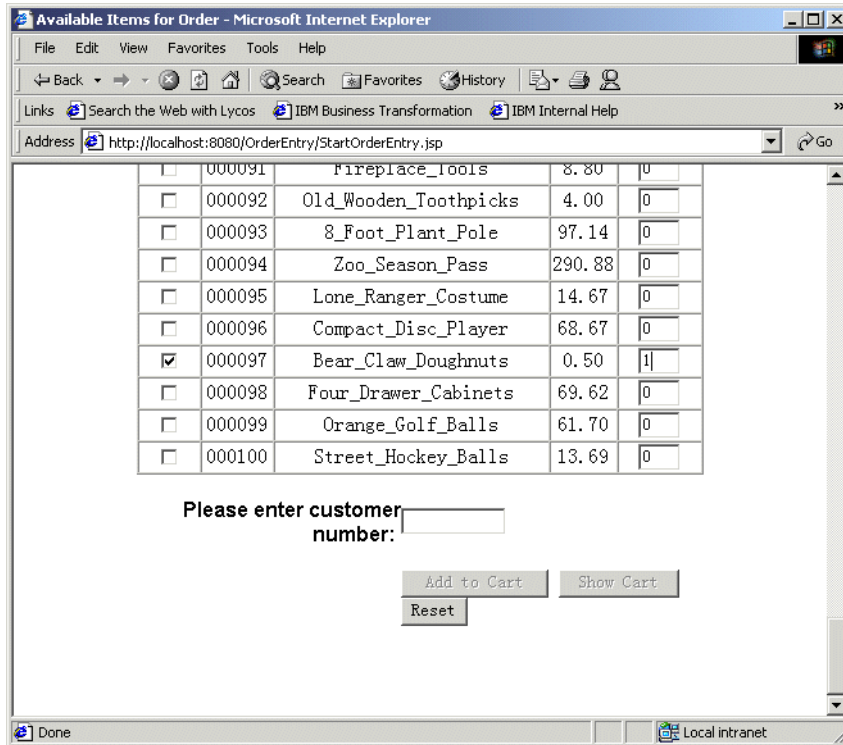 Available Items for Order - Microsoft Internet Explorer
File Edit View Favorites Tools Help
Back Search Favorites History
Links Search the Web with Lycos IBM Business Transformation IBM Internal Help »
Address http://localhost:8080/OrderEntry/StartOrderEntry.jsp Go
000091 Fireplace_Tools 8.80 0
000092 Old_Wooden_Toothpicks 4.00 0
000093 8_Foot_Plant_Pole 97.14 0
000094 Zoo_Season_Pass 290.88 0
000095 Lone_Ranger_Costume 14.67 0
000096 Compact_Disc_Player 68.67 0
000097 Bear_Claw_Doughnuts 0.50 1
000098 Four_Drawer_Cabinets 69.62 0
000099 Orange_Golf_Balls 61.70 0
000100 Street_Hockey_Balls 13.69 0
Please enter customer
number:
Add to Cart Show Cart
Reset
Done Local intranet